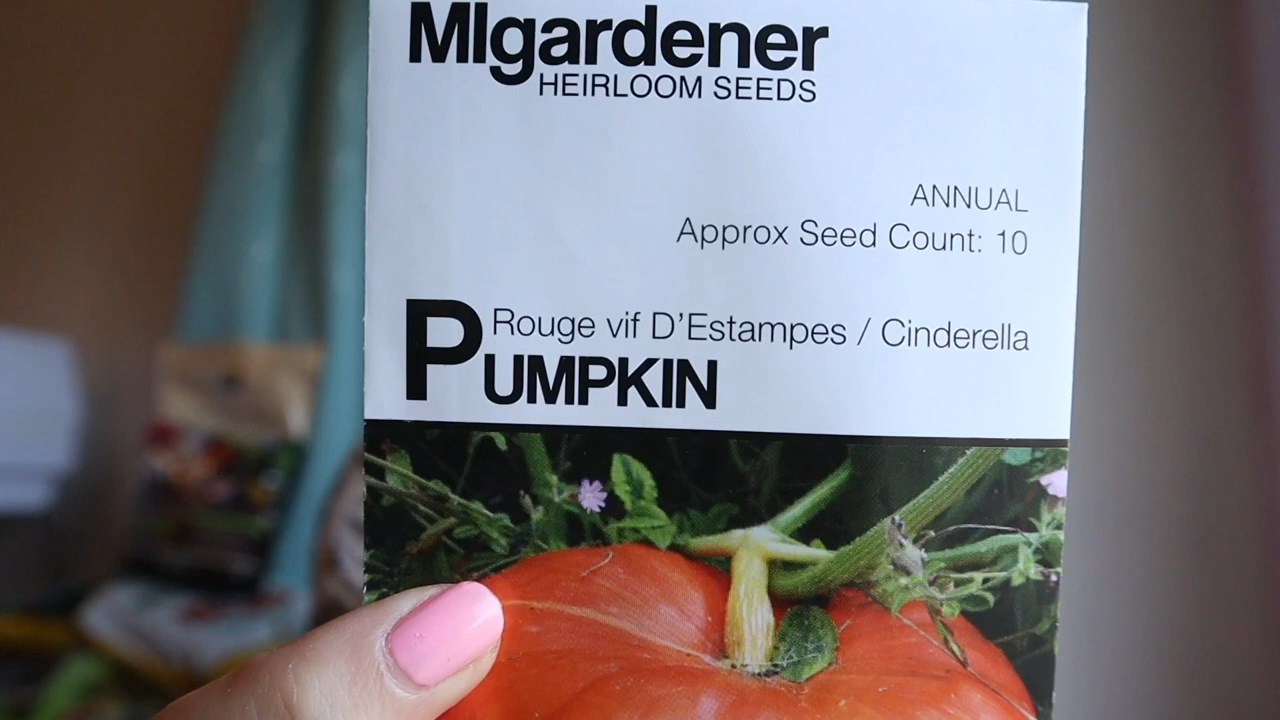 MIgardener
HEIRLOOM SEEDS
ANNUAL
Approx Seed Count: 10
Rouge vif D'Estampes / Cinderella
PUMPKIN